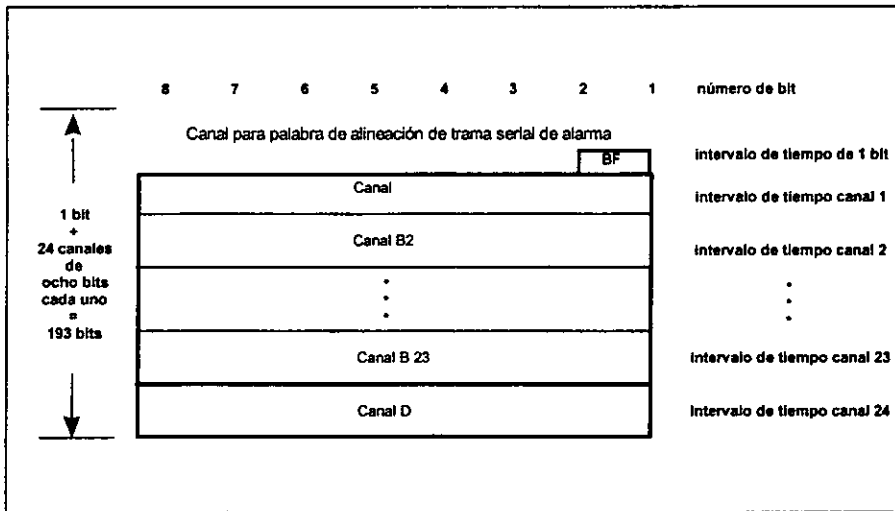 8 7 6 5 4 3 2 1 número de bit
Canal para palabra de alineación de trama serial de alarma
BF intervalo de tiempo de 1 bit
Canal intervalo de tiempo canal 1
Canal B2 intervalo de tiempo canal 2
1 bit
+
24 canales
de
ocho bits
cada uno
=
193 bits
Canal B 23 intervalo de tiempo canal 23
Canal D Intervalo de tiempo canal 24